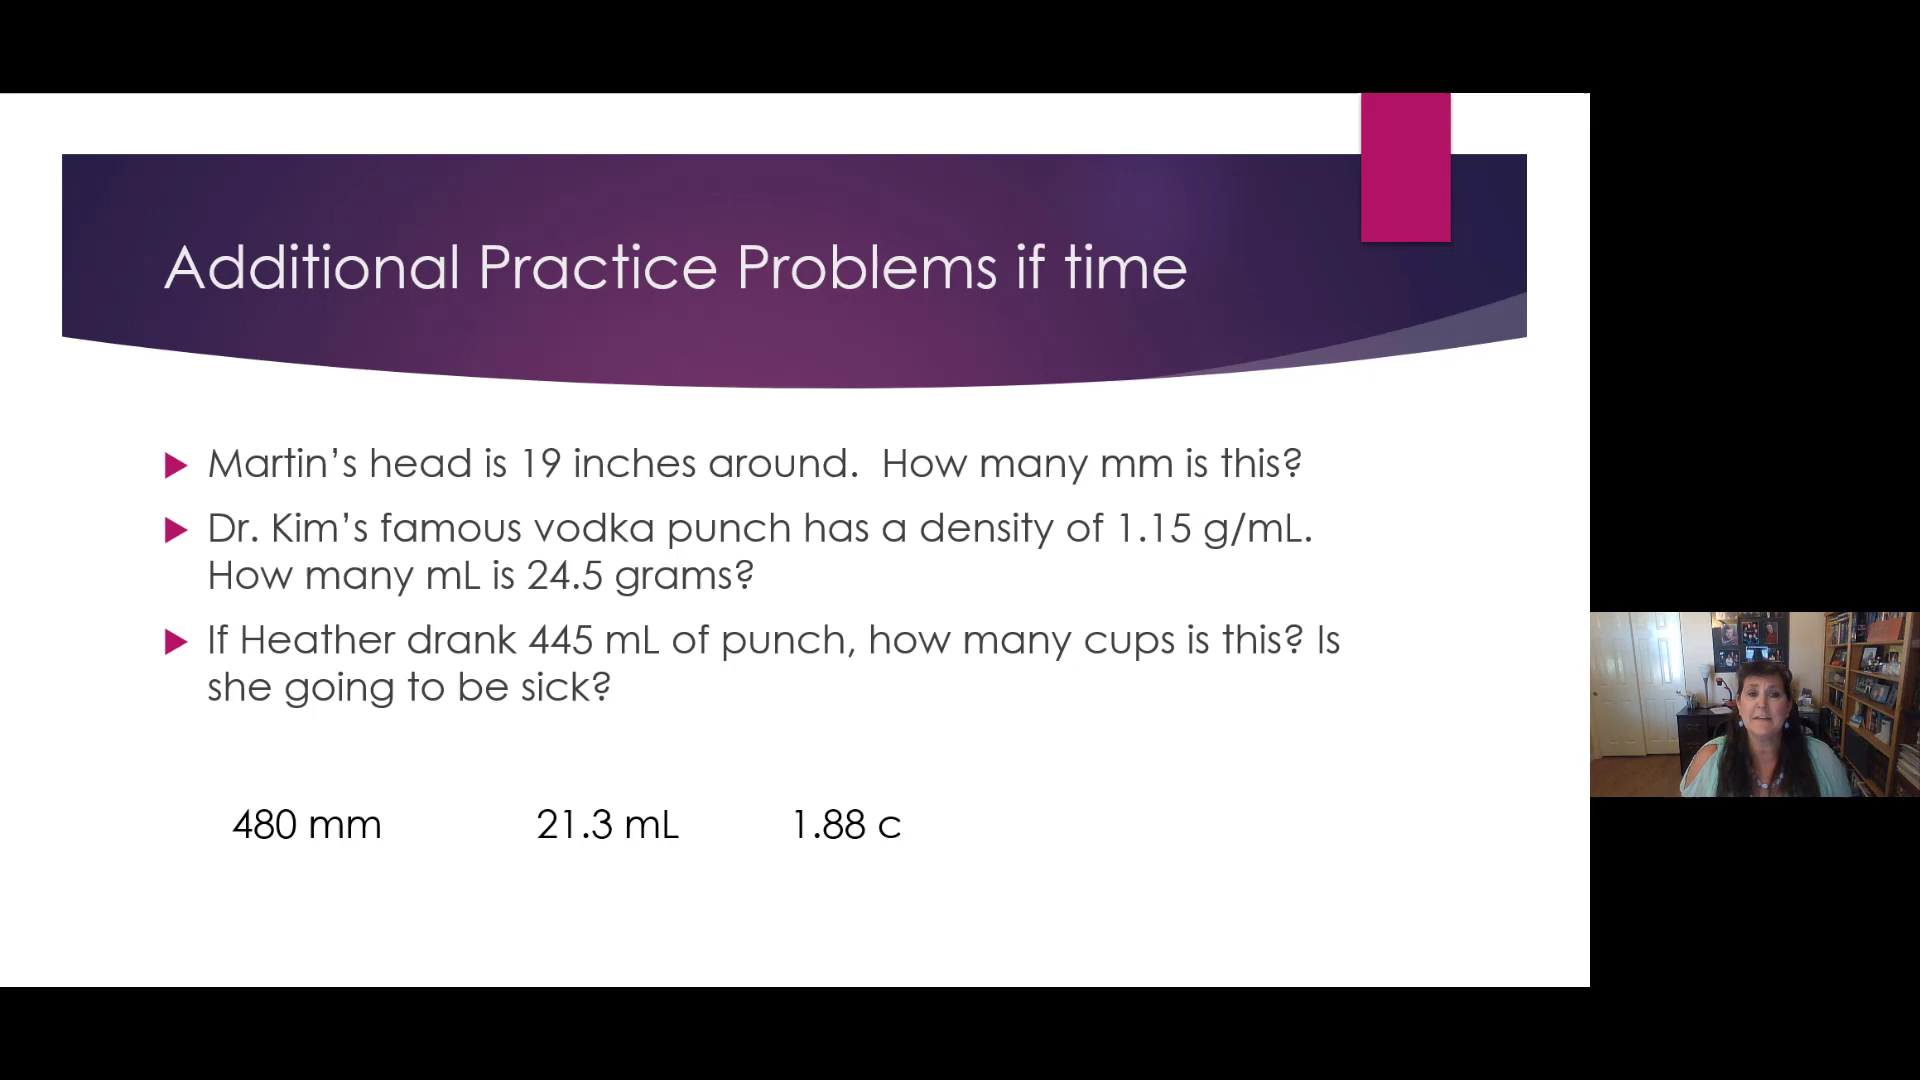 Additional Practice Problems if time
Martin’s head is 19 inches around.  How many mm is this?
Dr. Kim’s famous vodka punch has a density of 1.15 g/mL.
How many mL is 24.5 grams?
If Heather drank 445 mL of punch, how many cups is this? Is
she going to be sick?
480 mm
21.3 mL
1.88 c